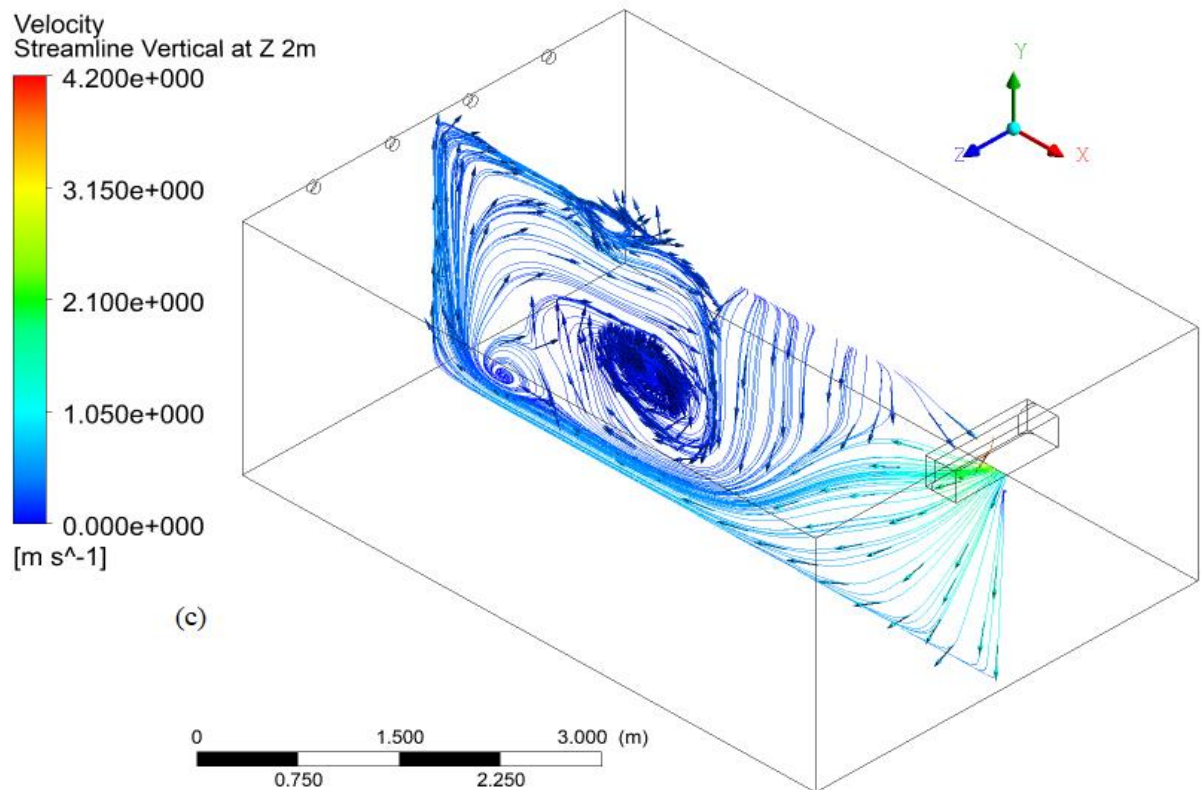 Velocity
Streamline Vertical at Z 2m
4.200e+000
3.150e+000
2.100e+000
1.050e+000
0.000e+000
[m s^-1]
Y
Z
X
(c)
0 1.500 3.000 (m)
0.750 2.250